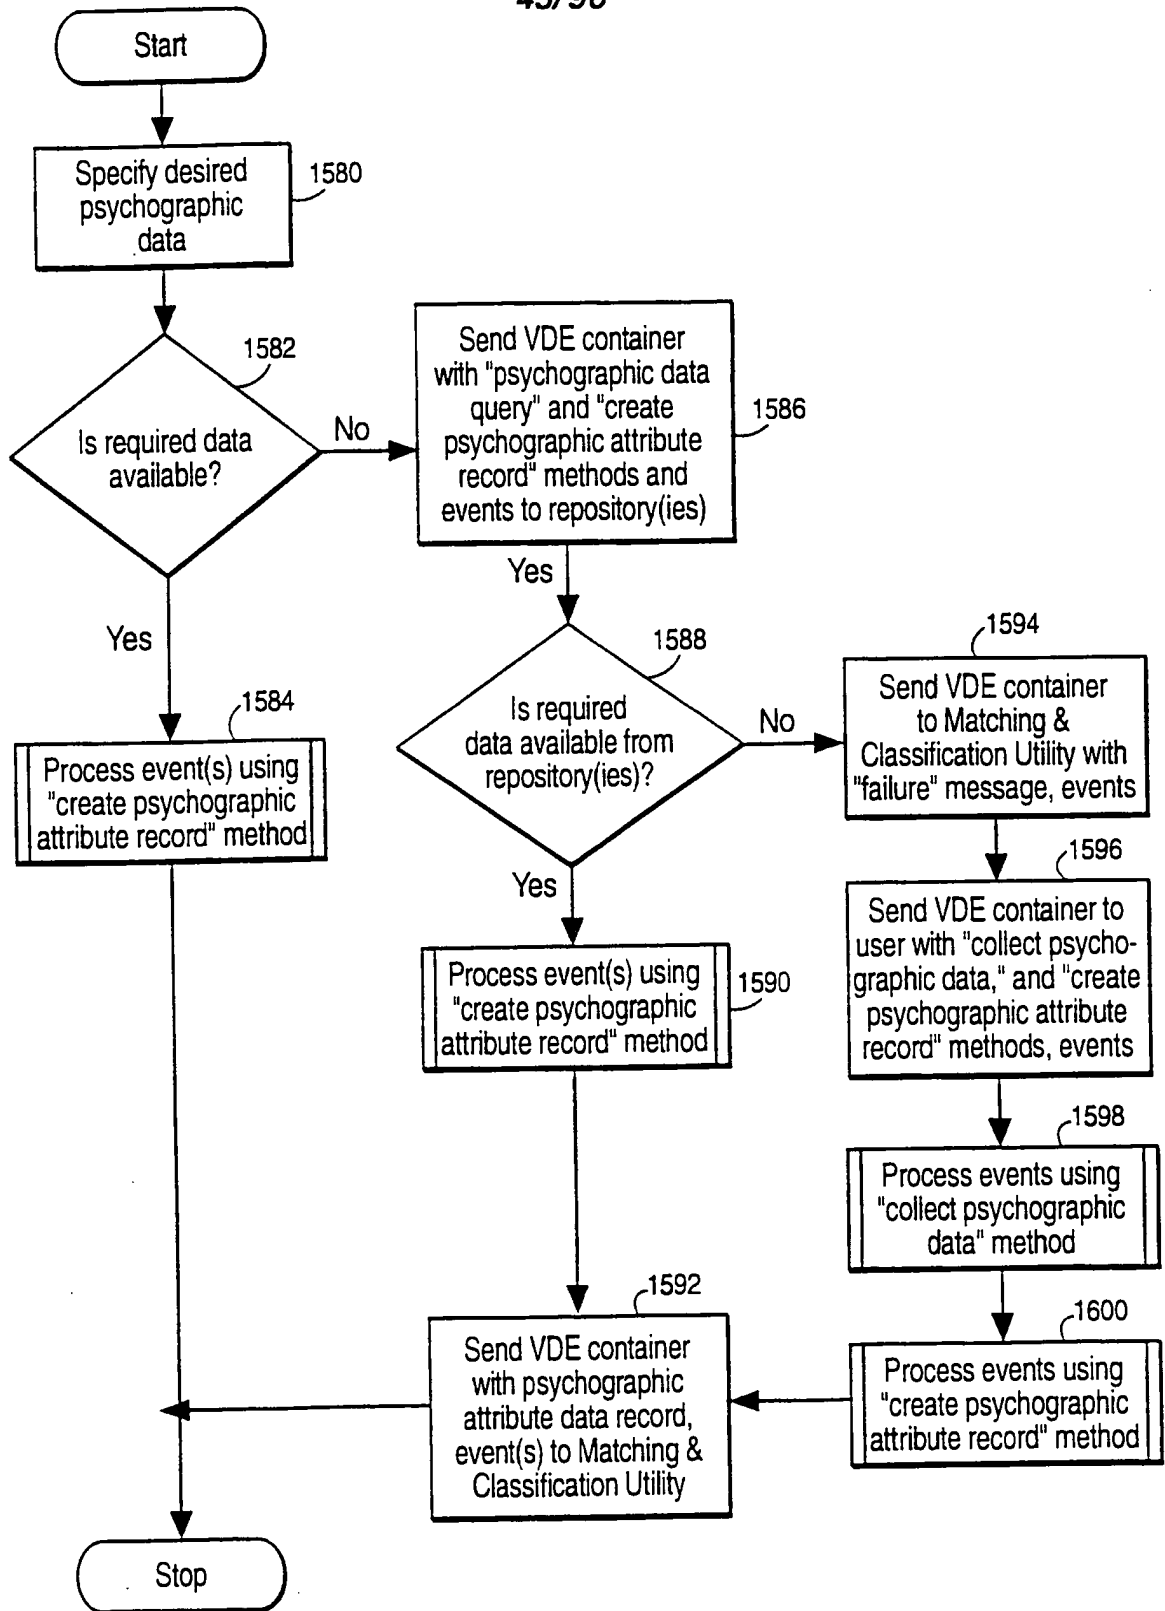 Start
Specify desired
psychographic
data
1580
1582
Is required data
available?
No
Yes
Send VDE container
with "psychographic data
query" and "create
psychographic attribute
record" methods and
events to repository(ies)
1586
Yes
1588
Is required
data available from
repository(ies)?
No
Yes
1584
Process event(s) using
"create psychographic
attribute record" method
Process event(s) using
"create psychographic
attribute record" method
1590
1594
Send VDE container
to Matching &
Classification Utility with
"failure" message, events
1596
Send VDE container to
user with "collect psycho-
graphic data," and "create
psychographic attribute
record" methods, events
1598
Process events using
"collect psychographic
data" method
1600
Process events using
"create psychographic
attribute record" method
1592
Send VDE container
with psychographic
attribute data record,
event(s) to Matching &
Classification Utility
Stop